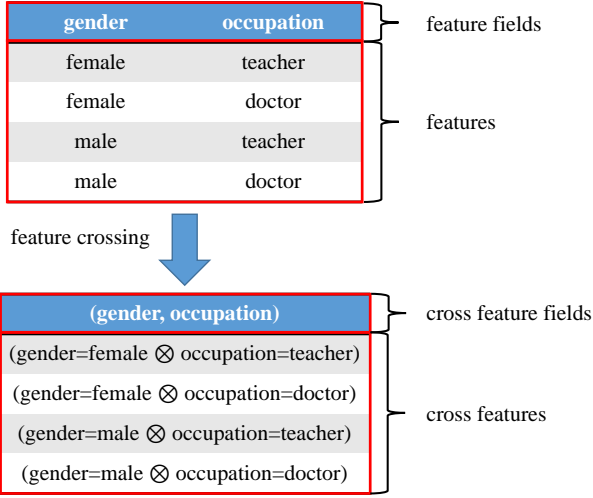 gender occupation feature fields
female teacher
female doctor
features
male teacher
male doctor
feature crossing
(gender, occupation) cross feature fields
(gender=female ⊗ occupation=teacher)
(gender=female ⊗ occupation=doctor)
cross features
(gender=male ⊗ occupation=teacher)
(gender=male ⊗ occupation=doctor)